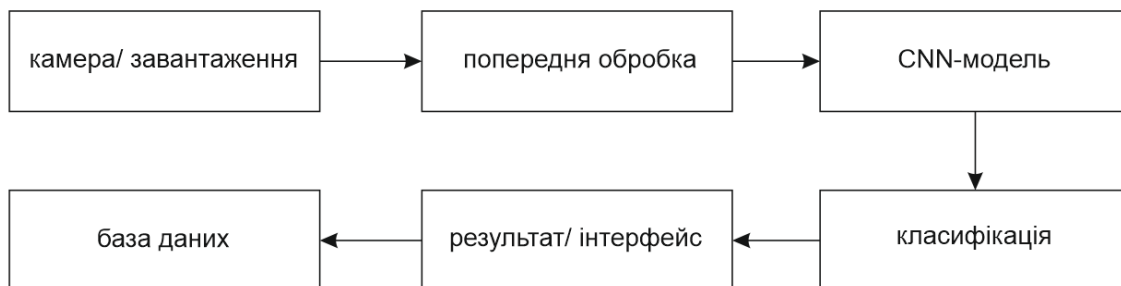 камера/ завантаження
попередня обробка
CNN-модель
класифікація
результат/ інтерфейс
база даних